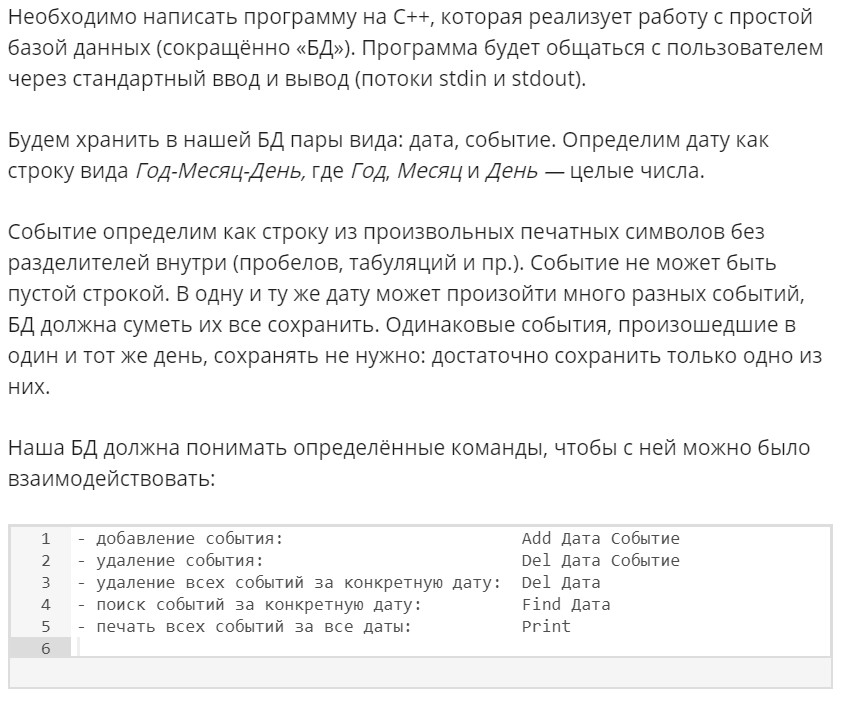 Необходимо написать программу на C++, которая реализует работу с простой
базой данных (сокращённо «БД»). Программа будет общаться с пользователем
через стандартный ввод и вывод (потоки stdin и stdout).
Будем хранить в нашей БД пары вида: дата, событие. Определим дату как
строку вида Год-Месяц-День, где Год, Месяц и День — целые числа.
Событие определим как строку из произвольных печатных символов без
разделителей внутри (пробелов, табуляций и пр.). Событие не может быть
пустой строкой. В одну и ту же дату может произойти много разных событий,
БД должна суметь их все сохранить. Одинаковые события, произошедшие в
один и тот же день, сохранять не нужно: достаточно сохранить только одно из
них.
Наша БД должна понимать определённые команды, чтобы с ней можно было
взаимодействовать:
1 - добавление события: Add Дата Событие
2 - удаление события: Del Дата Событие
3 - удаление всех событий за конкретную дату: Del Дата
4 - поиск событий за конкретную дату: Find Дата
5 - печать всех событий за все даты: Print
6